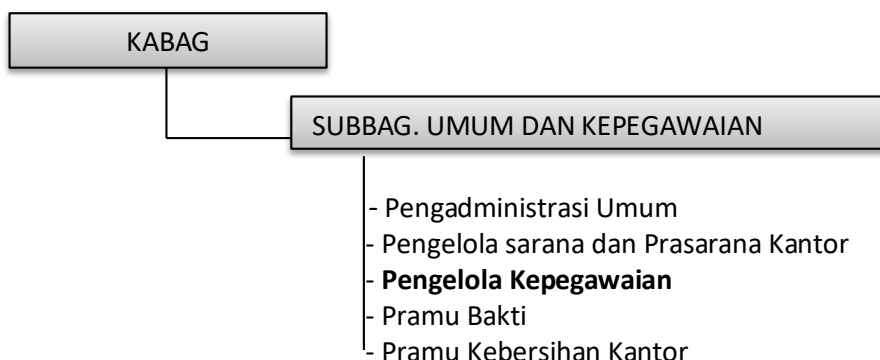 KABAG
SUBBAG. UMUM DAN KEPEGAWAIAN
- Pengadministrasi Umum
- Pengelola sarana dan Prasarana Kantor
- Pengelola Kepegawaian
- Pramu Bakti
- Pramu Kebersihan Kantor